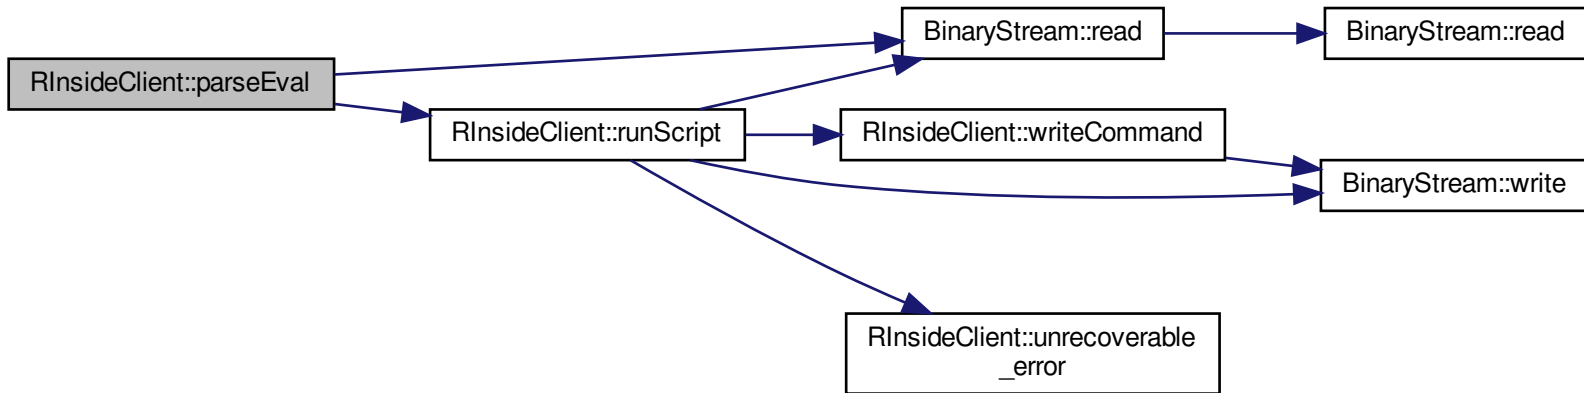 BinaryStream::read
BinaryStream::read
RInsideClient::parseEval
RInsideClient::runScript
RInsideClient::writeCommand
BinaryStream::write
RInsideClient::unrecoverable
_error